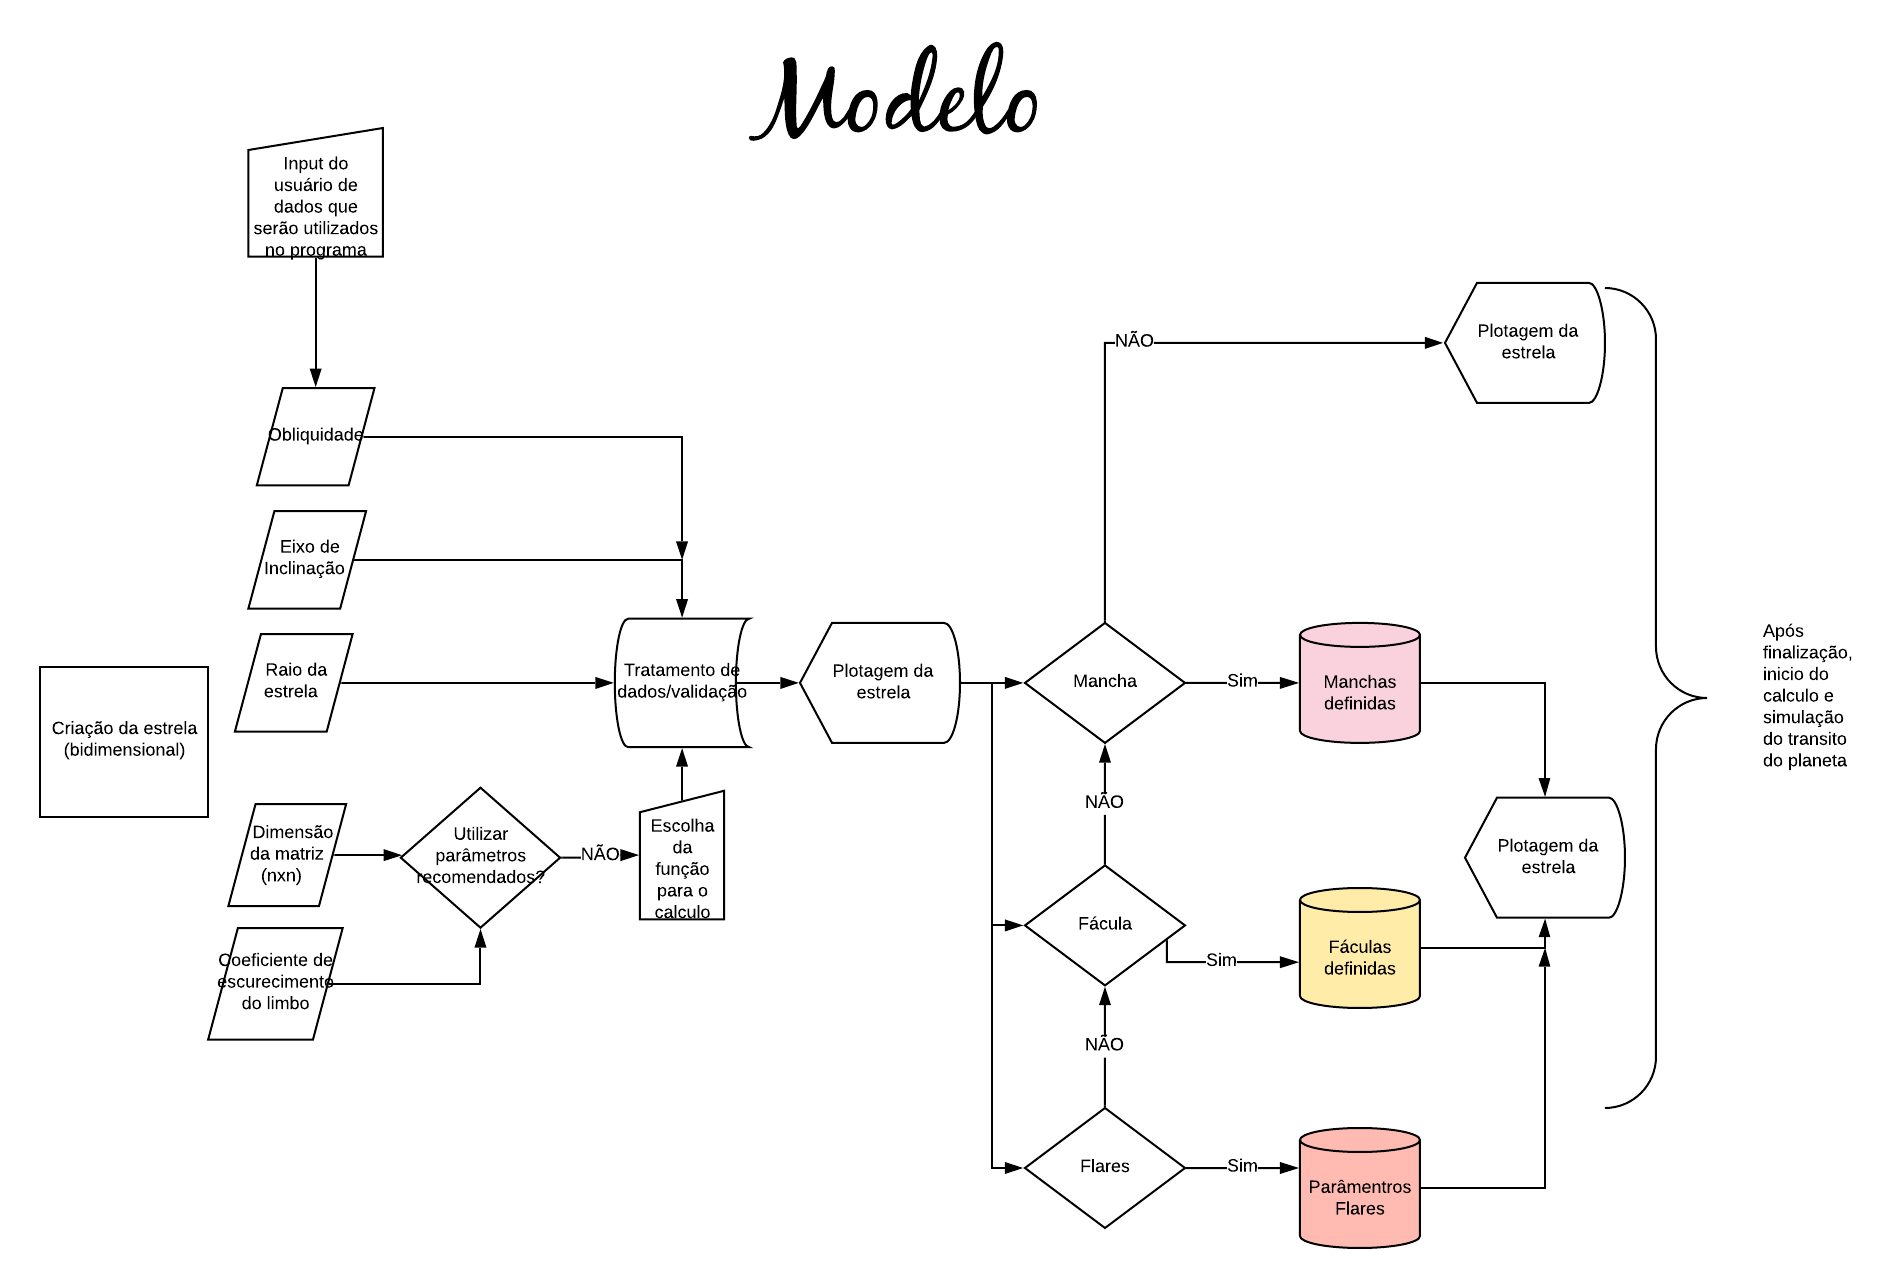 Modelo
Input do
usuário de
dados que
serão utilizados
no programa
Obliquidade
Eixo de
Inclinação
Raio da
estrela
Criação da estrela
(bidimensional)
Dimensão
da matriz
(nxn)
Coeficiente de
escurecimento
do limbo
Utilizar
parâmetros
recomendados?
NÃO
Escolha
da
função
para o
calculo
Tratamento de
dados/validação
Plotagem da
estrela
Mancha
NÃO
Plotagem da
estrela
Sim
Manchas
definidas
NÃO
Fácula
Sim
Fáculas
definidas
NÃO
Flares
Sim
Parâmentros
Flares
Plotagem da
estrela
Após
finalização,
inicio do
calculo e
simulação
do transito
do planeta